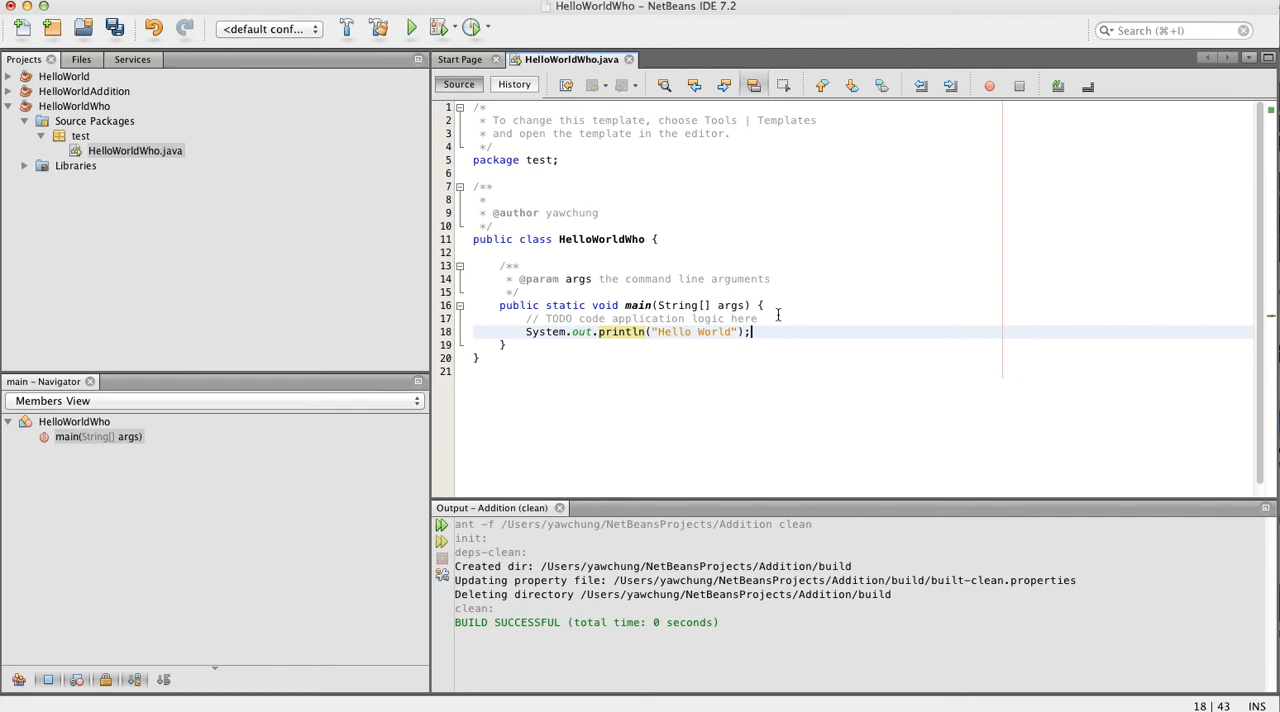 HelloWorldWho – NetBeans IDE 7.2
<default conf...
Search (⌘+I)
Projects
Files
Services
HelloWorld
HelloWorldAddition
HelloWorldWho
Source Packages
test
HelloWorldWho.java
Libraries
Start Page
HelloWorldWho.java
Source
History
1 /*
2 * To change this template, choose Tools | Templates
3 * and open the template in the editor.
4 */
5 package test;
6
7 /**
8 *
9 * @author yawchung
10 */
11 public class HelloWorldWho {
12
13 /**
14 * @param args the command line arguments
15 */
16 public static void main(String[] args) {
17 // TODO code application logic here
18 System.out.println("Hello World");
19 }
20 }
21
main – Navigator
Members View
HelloWorldWho
main(String[] args)
Output – Addition (clean)
ant -f /Users/yawchung/NetBeansProjects/Addition clean
init:
deps-clean:
Created dir: /Users/yawchung/NetBeansProjects/Addition/build
Updating property file: /Users/yawchung/NetBeansProjects/Addition/build/built-clean.properties
Deleting directory /Users/yawchung/NetBeansProjects/Addition/build
clean:
BUILD SUCCESSFUL (total time: 0 seconds)
18 | 43 INS